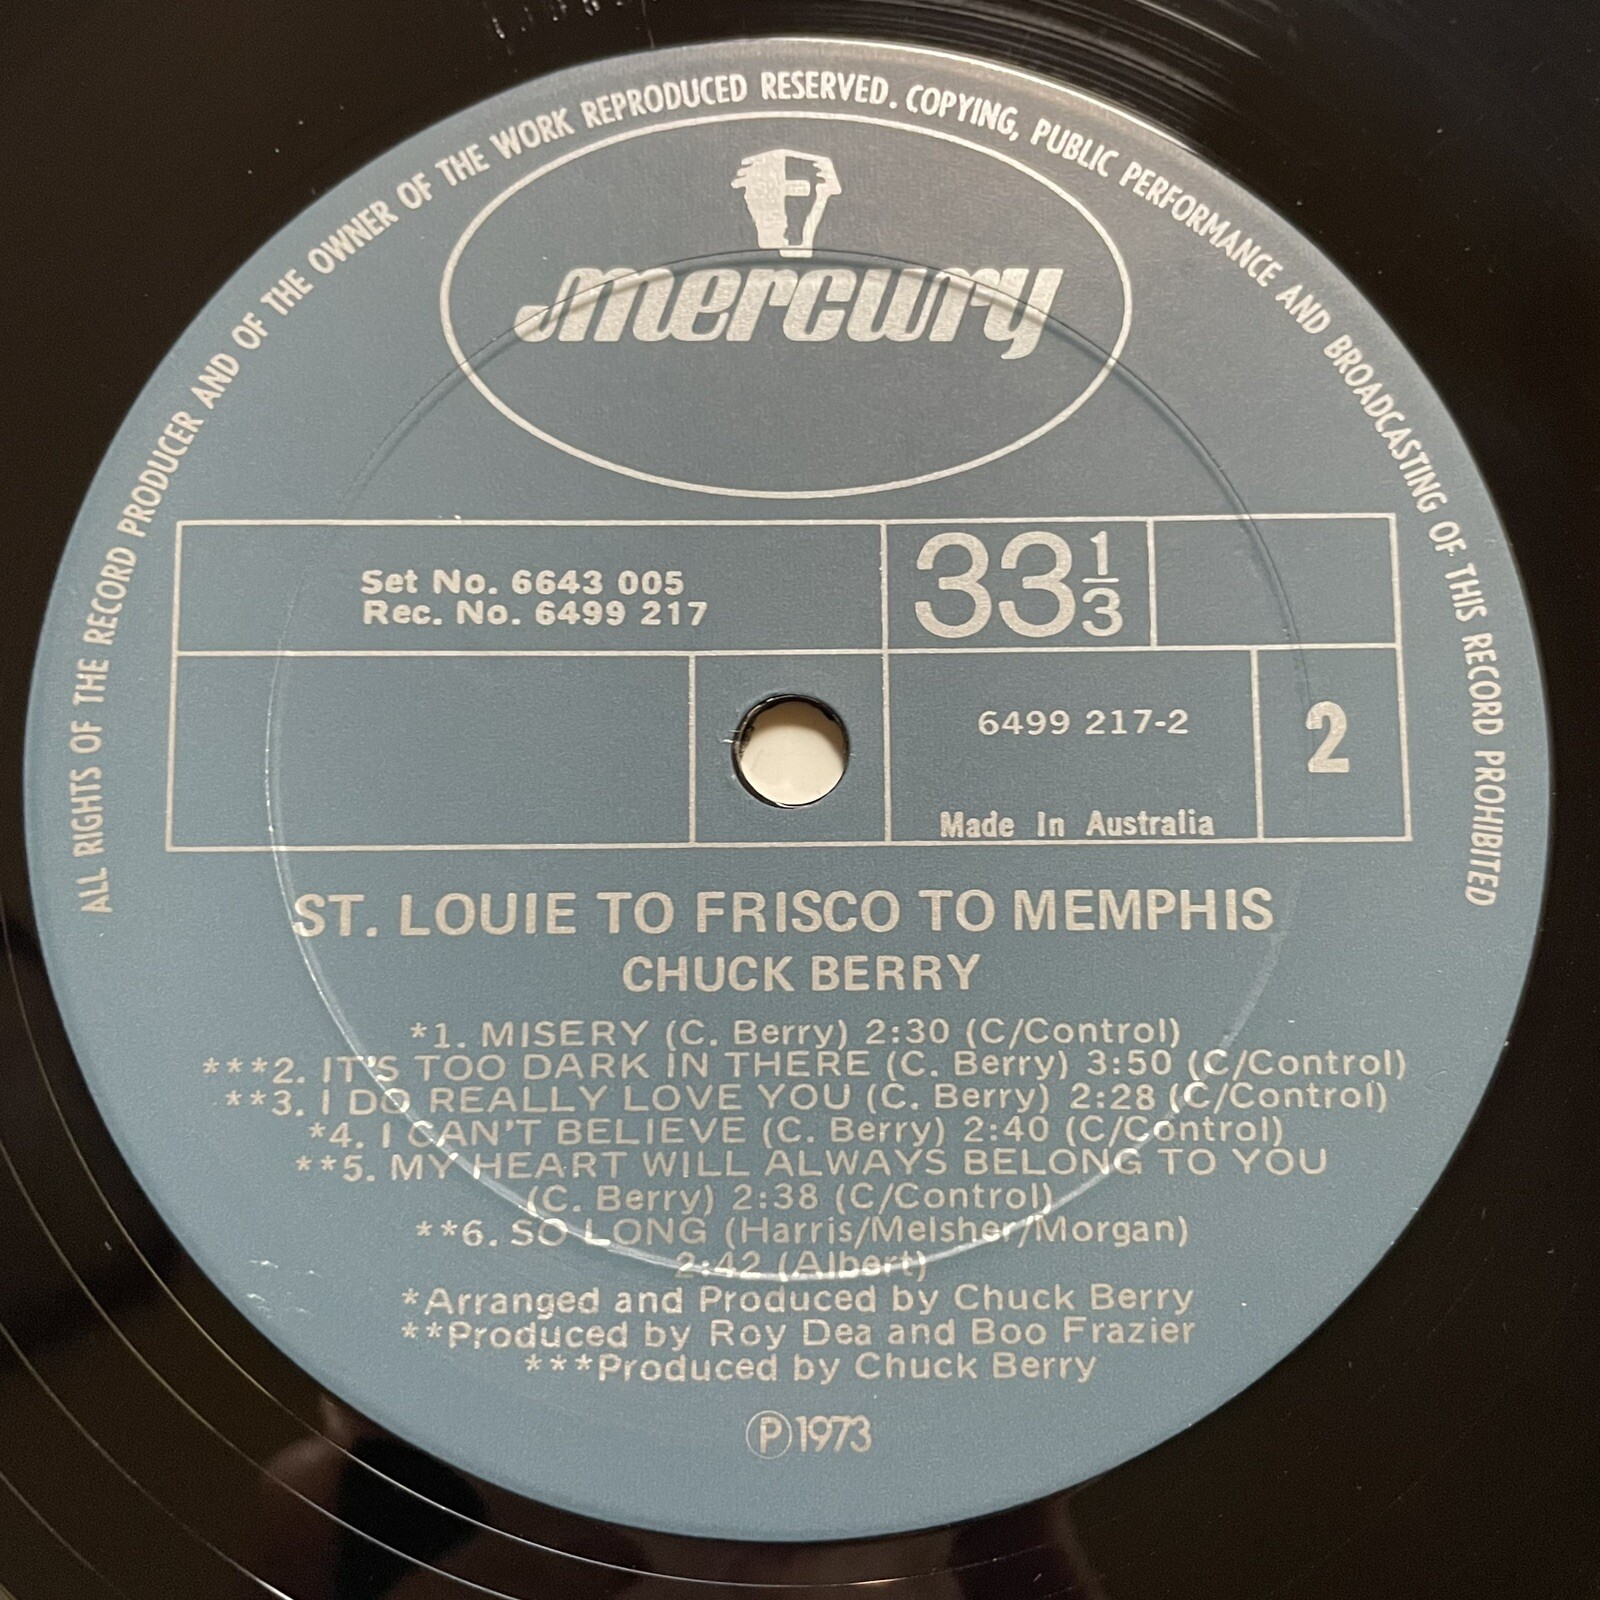 ALL RIGHTS OF THE RECORD PRODUCER AND OF THE OWNER OF THE WORK REPRODUCED RESERVED. COPYING, PUBLIC PERFORMANCE AND BROADCASTING OF THIS RECORD PROHIBITED
mercury
Set No. 6643 005
Rec. No. 6499 217
33 1/3
6499 217-2
2
Made In Australia
ST. LOUIE TO FRISCO TO MEMPHIS
CHUCK BERRY
*1. MISERY (C. Berry) 2:30 (C/Control)
***2. IT'S TOO DARK IN THERE (C. Berry) 3:50 (C/Control)
**3. I DO REALLY LOVE YOU (C. Berry) 2:28 (C/Control)
*4. I CAN'T BELIEVE (C. Berry) 2:40 (C/Control)
**5. MY HEART WILL ALWAYS BELONG TO YOU
(C. Berry) 2:38 (C/Control)
**6. SO LONG (Harris/Melsher/Morgan)
2:42 (Albert)
*Arranged and Produced by Chuck Berry
**Produced by Roy Dea and Boo Frazier
***Produced by Chuck Berry
Ⓟ1973